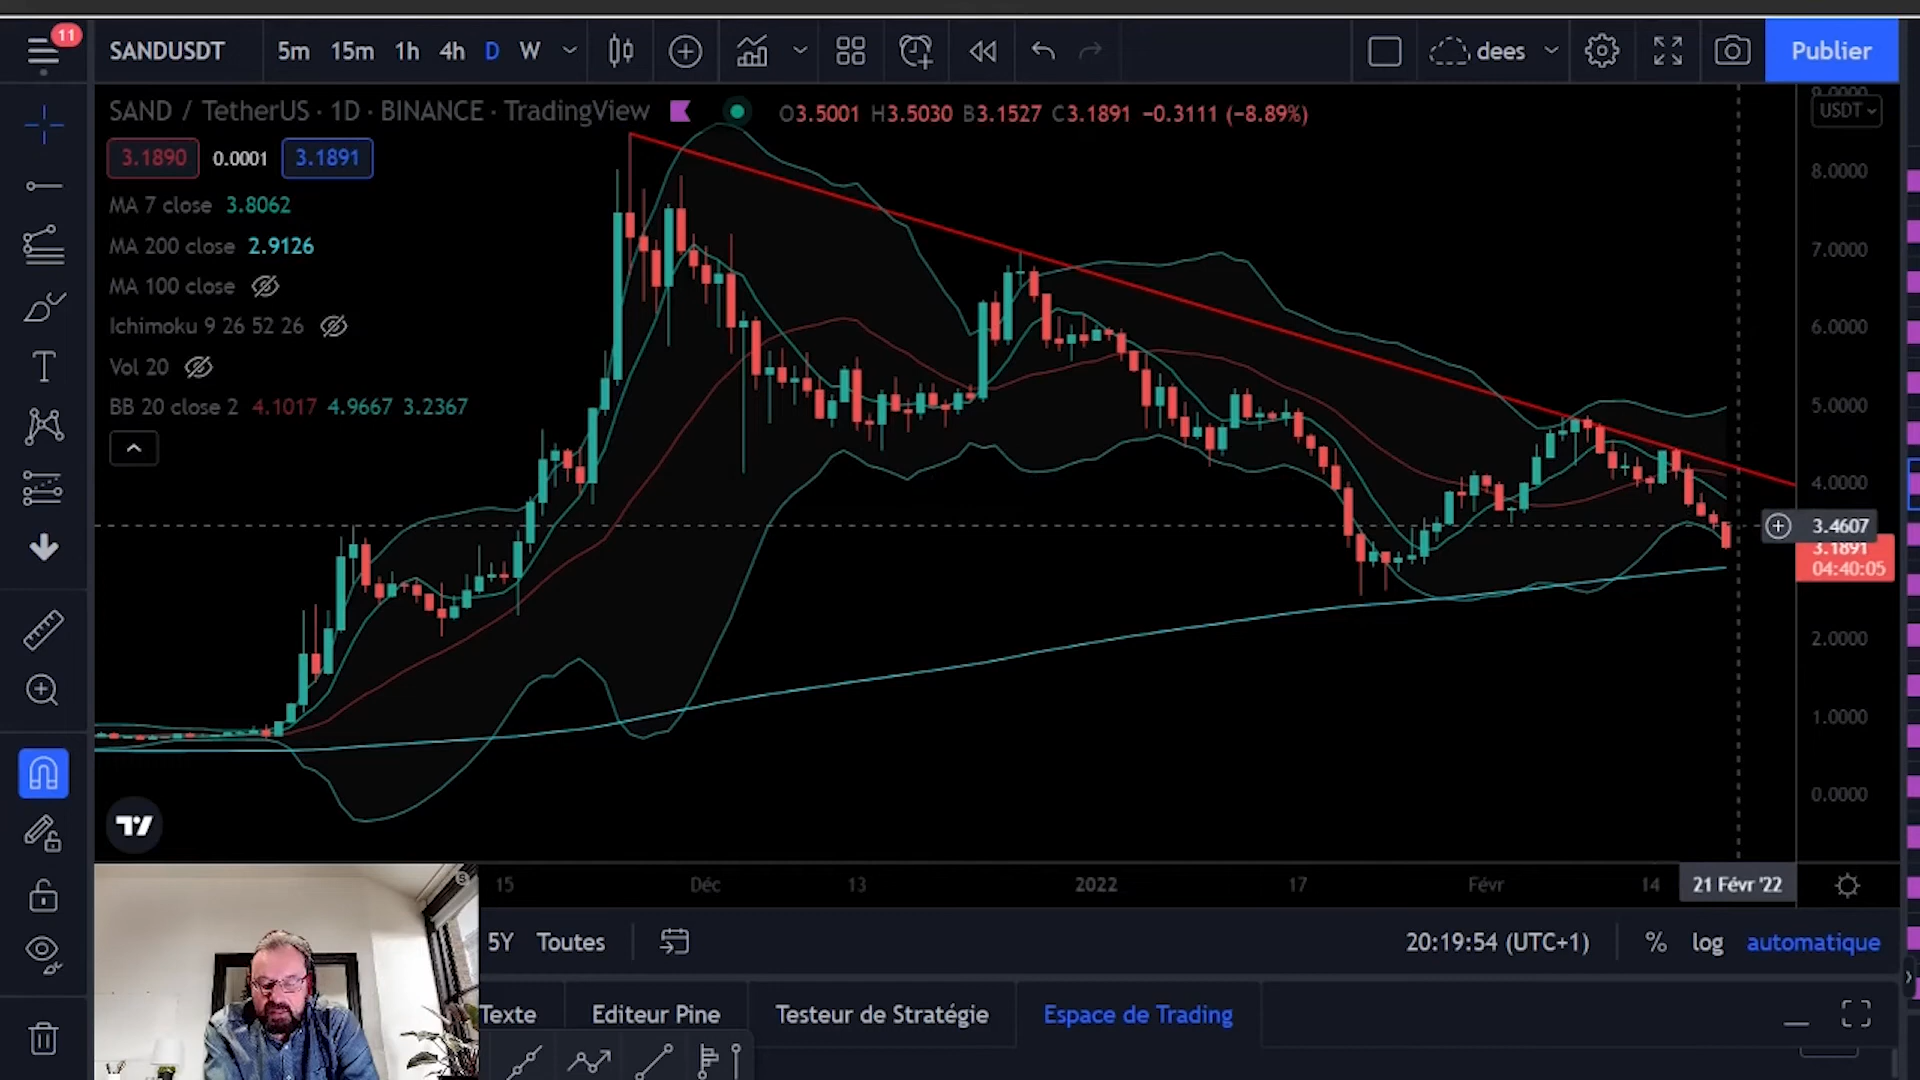 11
SANDUSDT 5m 15m 1h 4h D W dees Publier
SAND / TetherUS · 1D · BINANCE · TradingView O3.5001 H3.5030 B3.1527 C3.1891 −0.3111 (−8.89%)
USDT
3.1890 0.0001 3.1891
MA 7 close 3.8062
MA 200 close 2.9126
MA 100 close
Ichimoku 9 26 52 26
Vol 20
BB 20 close 2 4.1017 4.9667 3.2367
9.0000
8.0000
7.0000
6.0000
5.0000
4.0000
3.4607
3.1891
04:40:05
2.0000
1.0000
0.0000
15 Déc 13 2022 17 Févr 14 21 Févr '22
5Y Toutes 20:19:54 (UTC+1) % log automatique
Texte Editeur Pine Testeur de Stratégie Espace de Trading